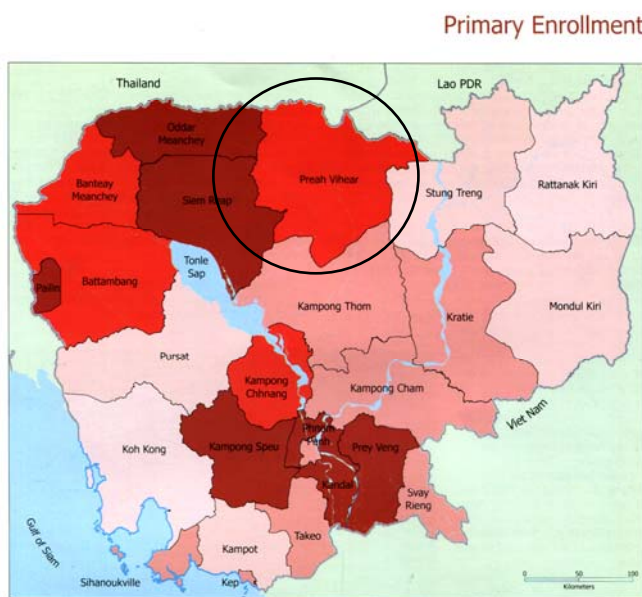 Primary Enrollment
Thailand
Lao PDR
Oddar
Meanchey
Banteay
Meanchey
Siem Reap
Preah Vihear
Stung Treng
Rattanak Kiri
Pailin
Battambang
Tonle
Sap
Kampong Thom
Kratie
Mondul Kiri
Pursat
Kampong
Chhnang
Kampong Cham
Viet Nam
Koh Kong
Kampong Speu
Phnom
Penh
Prey Veng
Kandal
Svay
Rieng
Gulf of Siam
Takeo
Kampot
Sihanoukville
Kep
0
50
100
Kilometers